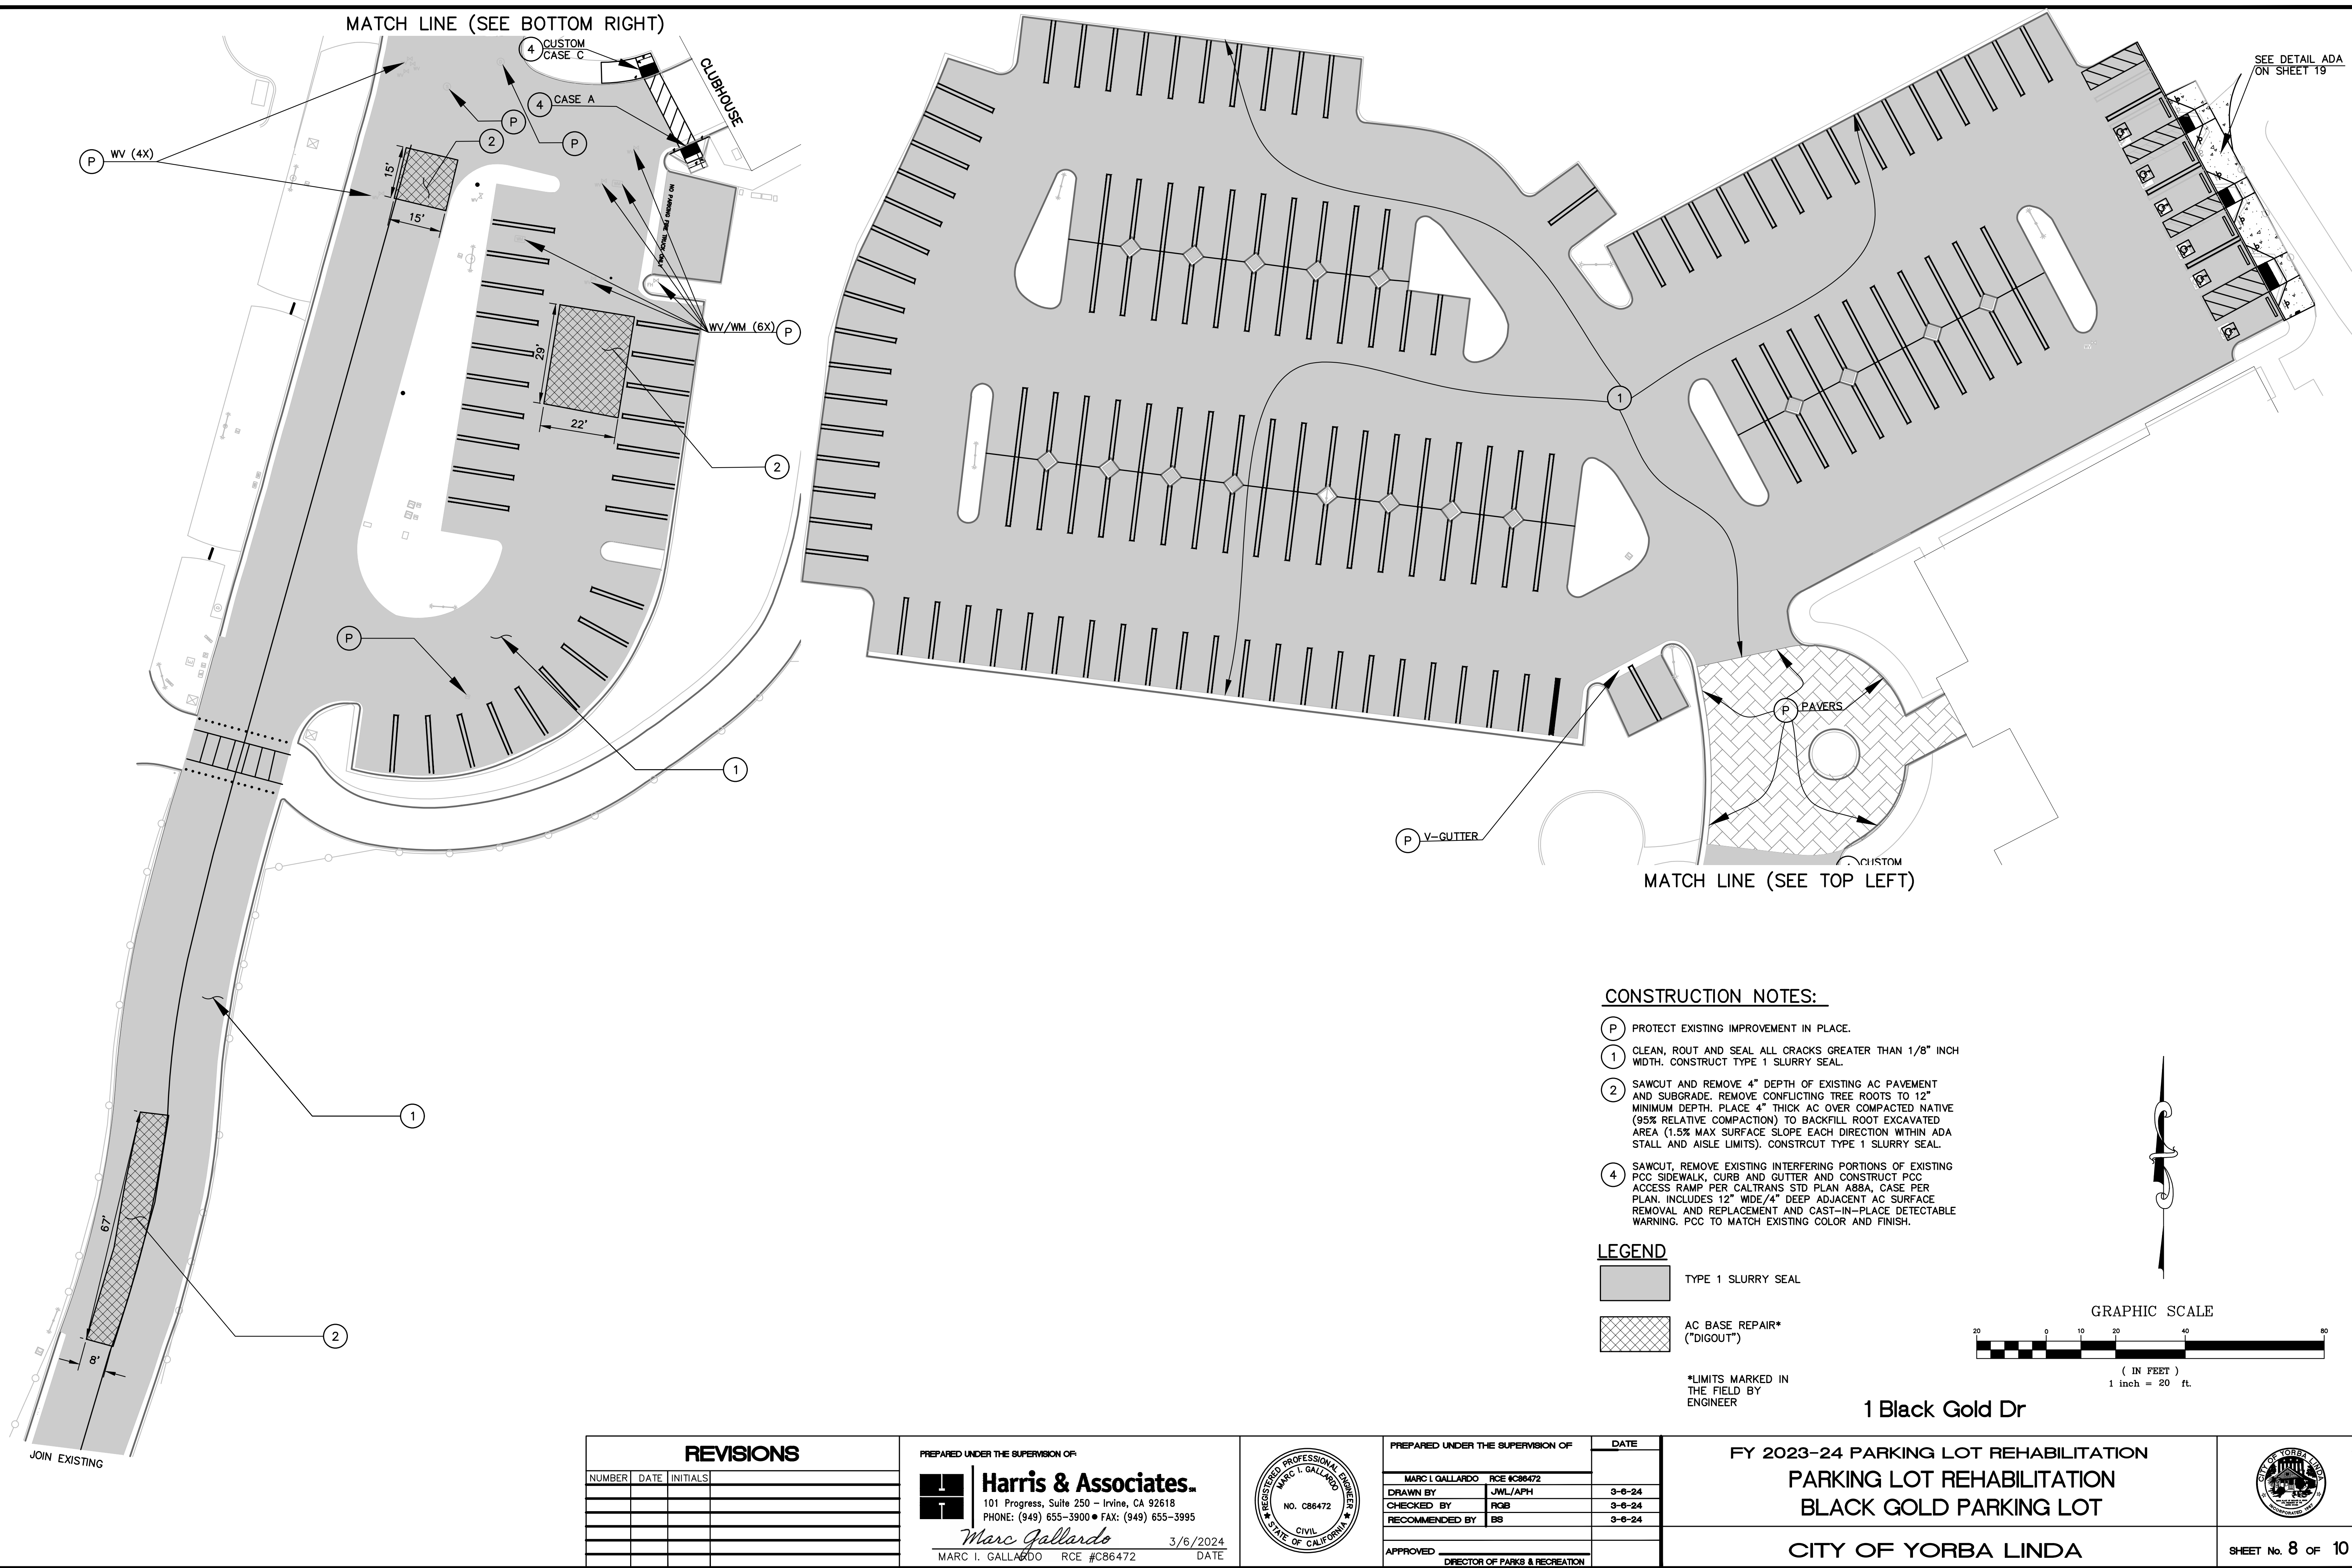 MATCH LINE (SEE BOTTOM RIGHT)
4 CUSTOM
CASE C
CLUBHOUSE
4 CASE A
P
P
2
P WV (4X)
15'
15'
NO PARKING FIRE TRUCK ONLY
WV/WM (6X) P
29'
22'
2
P
1
1
67'
8'
2
JOIN EXISTING
SEE DETAIL ADA
ON SHEET 19
1
P PAVERS
P V-GUTTER
CUSTOM
MATCH LINE (SEE TOP LEFT)
CONSTRUCTION NOTES:
P PROTECT EXISTING IMPROVEMENT IN PLACE.
1 CLEAN, ROUT AND SEAL ALL CRACKS GREATER THAN 1/8" INCH
WIDTH. CONSTRUCT TYPE 1 SLURRY SEAL.
2 SAWCUT AND REMOVE 4" DEPTH OF EXISTING AC PAVEMENT
AND SUBGRADE. REMOVE CONFLICTING TREE ROOTS TO 12"
MINIMUM DEPTH. PLACE 4" THICK AC OVER COMPACTED NATIVE
(95% RELATIVE COMPACTION) TO BACKFILL ROOT EXCAVATED
AREA (1.5% MAX SURFACE SLOPE EACH DIRECTION WITHIN ADA
STALL AND AISLE LIMITS). CONSTRCUT TYPE 1 SLURRY SEAL.
4 SAWCUT, REMOVE EXISTING INTERFERING PORTIONS OF EXISTING
PCC SIDEWALK, CURB AND GUTTER AND CONSTRUCT PCC
ACCESS RAMP PER CALTRANS STD PLAN A88A, CASE PER
PLAN. INCLUDES 12" WIDE/4" DEEP ADJACENT AC SURFACE
REMOVAL AND REPLACEMENT AND CAST-IN-PLACE DETECTABLE
WARNING. PCC TO MATCH EXISTING COLOR AND FINISH.
LEGEND
TYPE 1 SLURRY SEAL
AC BASE REPAIR*
("DIGOUT")
*LIMITS MARKED IN
THE FIELD BY
ENGINEER
GRAPHIC SCALE
20 0 10 20 40 80
( IN FEET )
1 inch = 20 ft.
1 Black Gold Dr
REVISIONS
NUMBER DATE INITIALS
PREPARED UNDER THE SUPERVISION OF:
Harris & Associates SM
101 Progress, Suite 250 – Irvine, CA 92618
PHONE: (949) 655-3900 ● FAX: (949) 655-3995
Marc Gallardo 3/6/2024
MARC I. GALLARDO RCE #C86472 DATE
REGISTERED PROFESSIONAL ENGINEER
MARC I. GALLARDO
NO. C86472
CIVIL
STATE OF CALIFORNIA
PREPARED UNDER THE SUPERVISION OF DATE
MARC I. GALLARDO RCE #C86472
DRAWN BY JWL/APH 3-6-24
CHECKED BY RGB 3-6-24
RECOMMENDED BY BS 3-6-24
APPROVED
DIRECTOR OF PARKS & RECREATION
FY 2023-24 PARKING LOT REHABILITATION
PARKING LOT REHABILITATION
BLACK GOLD PARKING LOT
CITY OF YORBA LINDA
CITY OF YORBA LINDA
INCORPORATED 1967
SHEET No. 8 OF 10